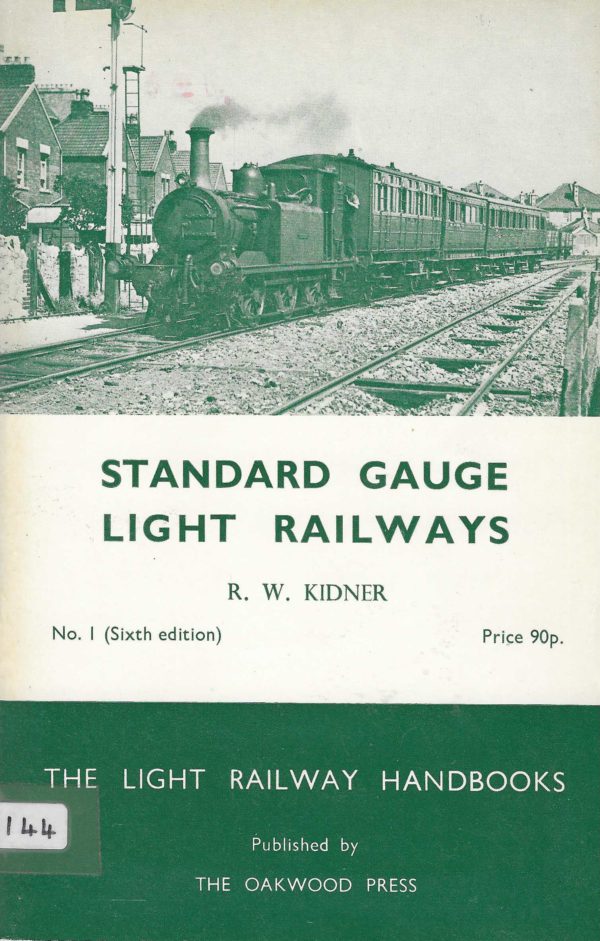 STANDARD GAUGE
LIGHT RAILWAYS
R. W. KIDNER
No. 1 (Sixth edition)
Price 90p.
THE LIGHT RAILWAY HANDBOOKS
144
Published by
THE OAKWOOD PRESS